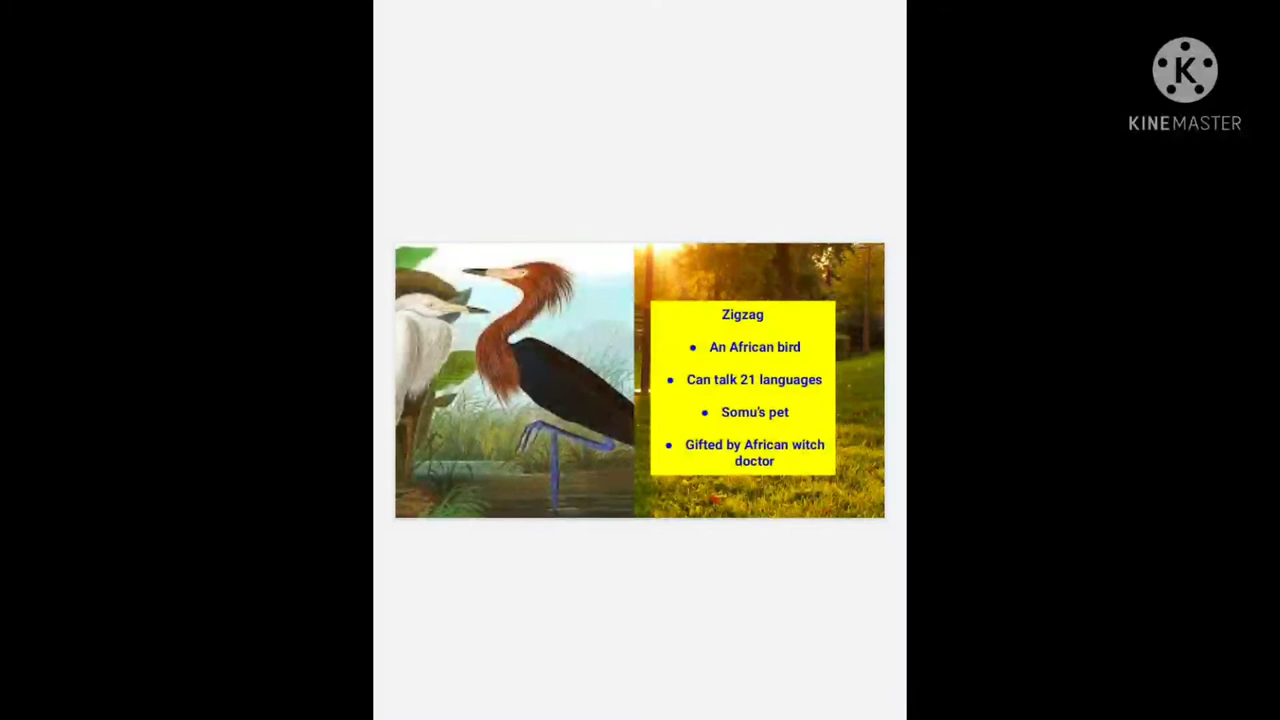 KINEMASTER
Zigzag
● An African bird
● Can talk 21 languages
● Somu's pet
● Gifted by African witch
doctor